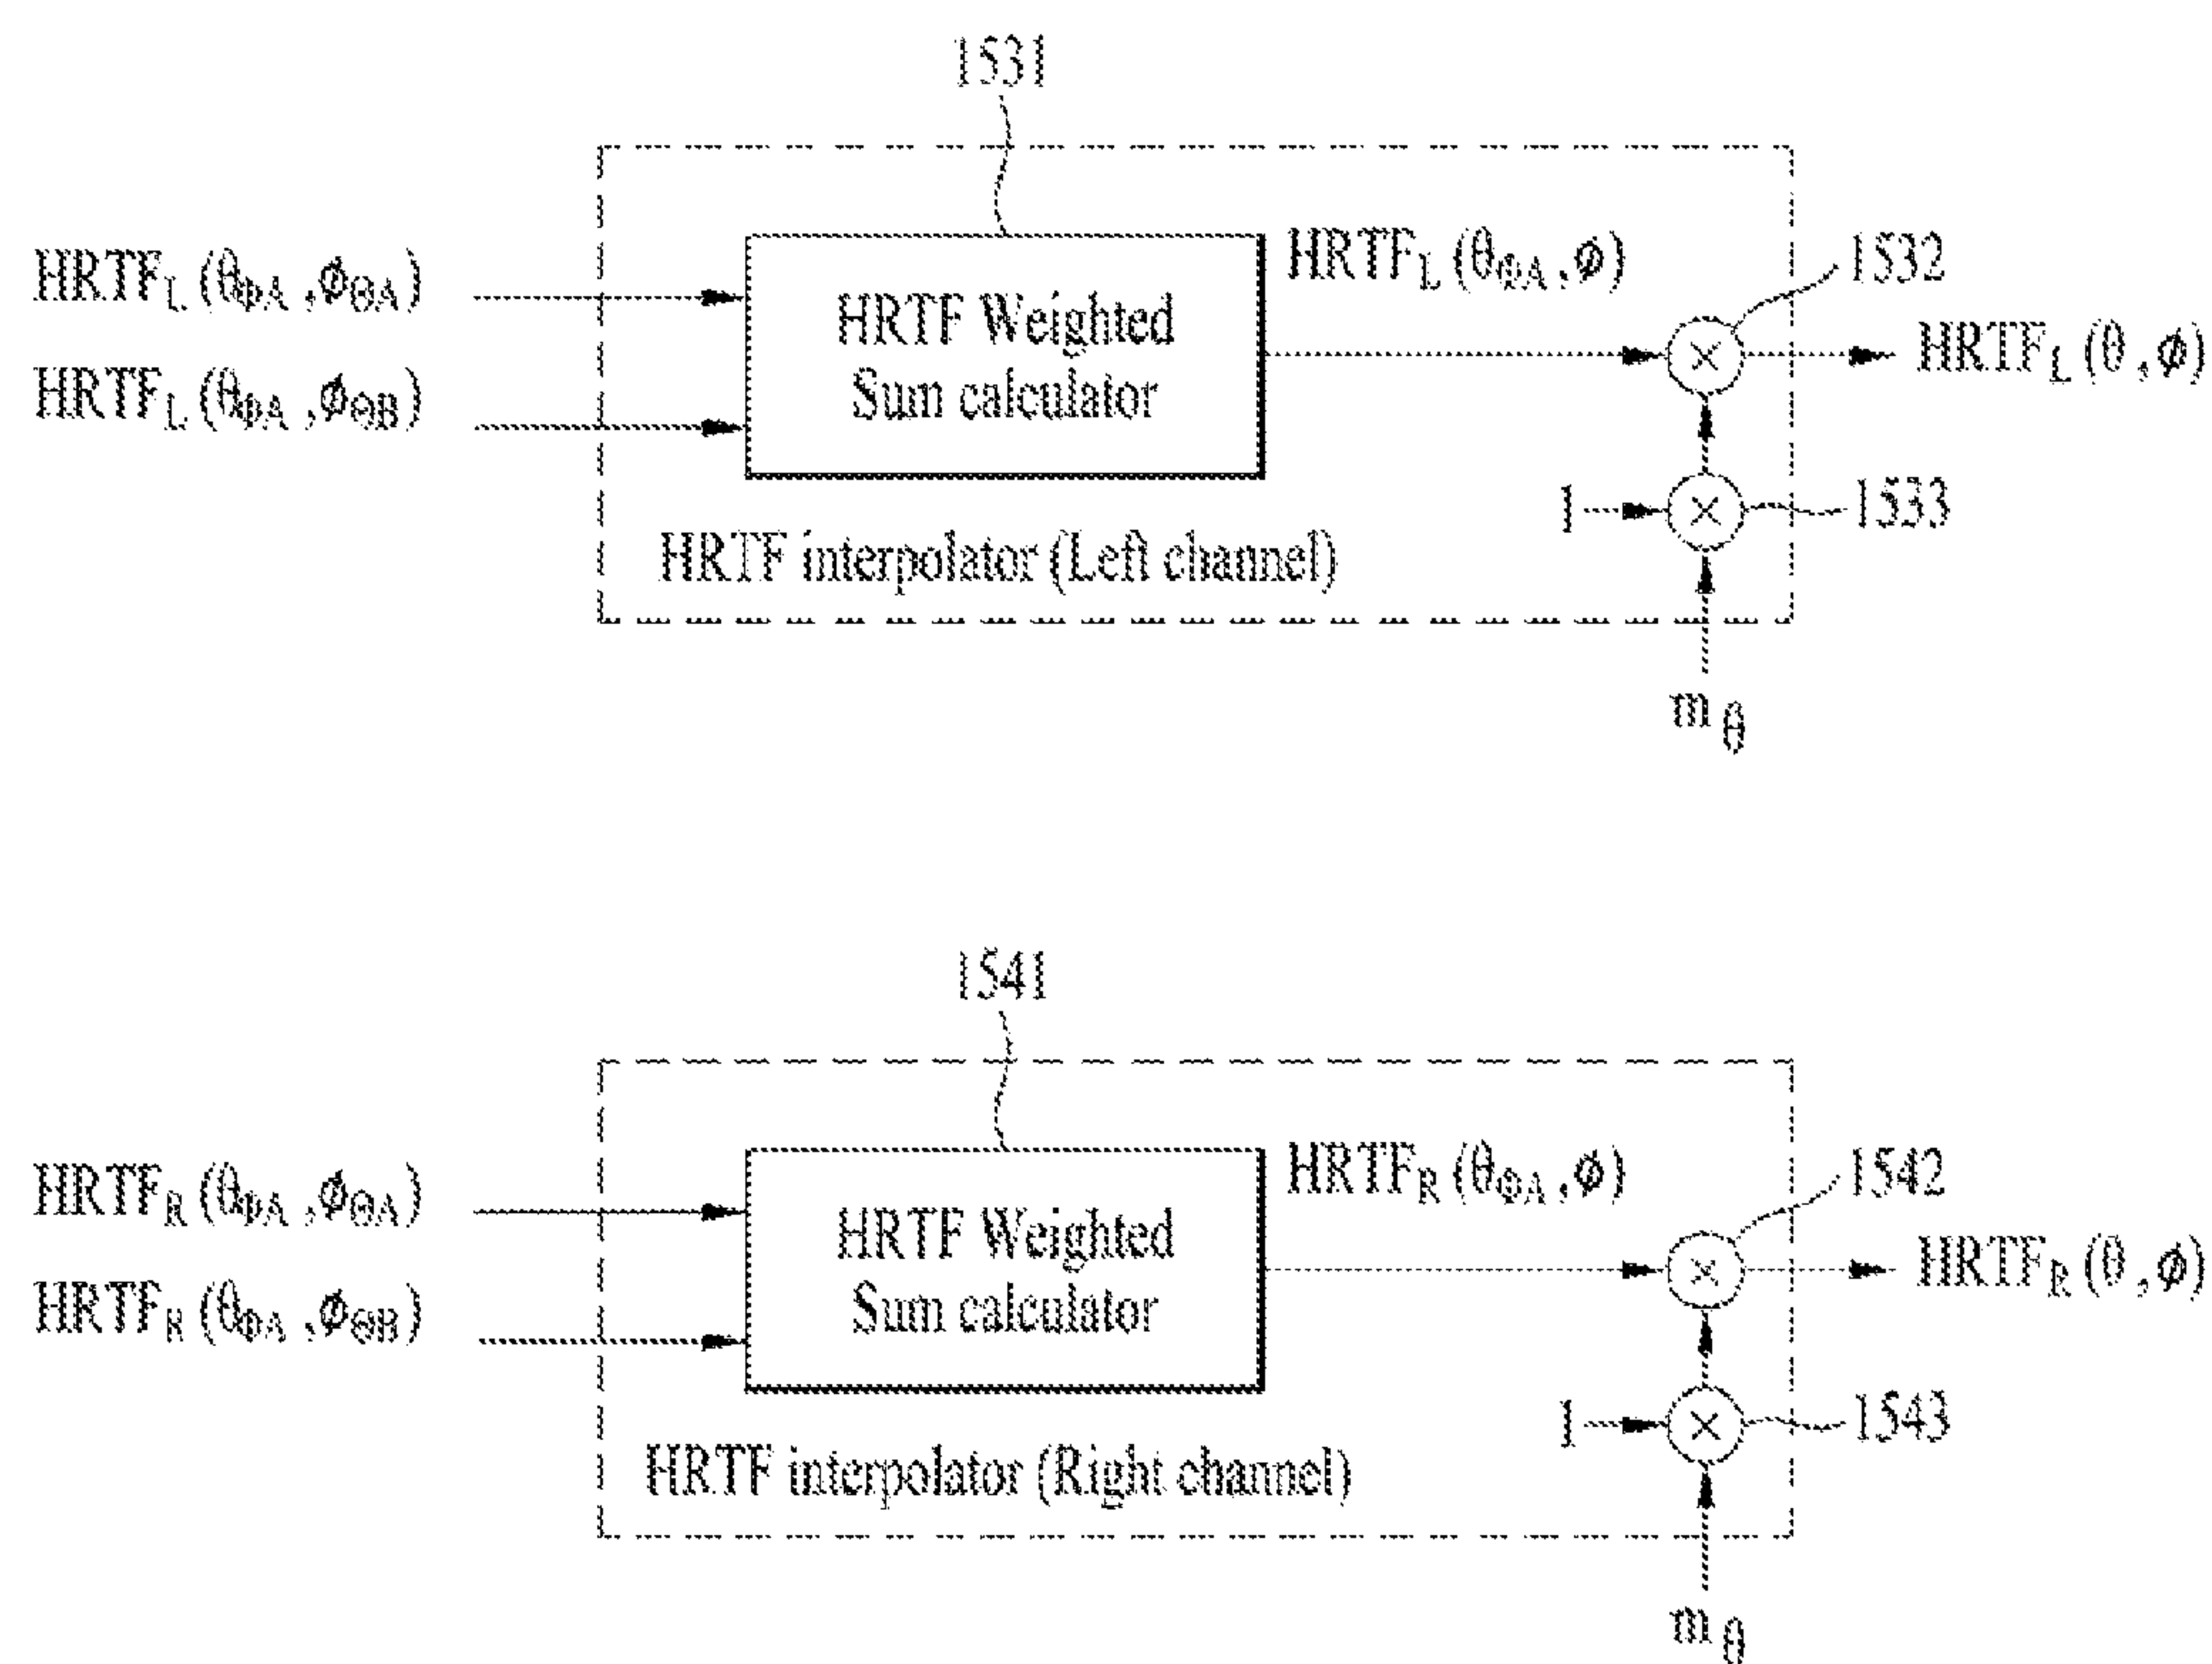 1531
HRTF_L (θ_ΦA , ϕ_ΘA)
HRTF_L (θ_ΦA , ϕ_ΘB)
HRTF Weighted
Sum calculator
HRTF_L (θ_ΦA , ϕ)
1532
HRTF_L (θ , ϕ)
1
1533
HRTF interpolator (Left channel)
m_θ
1541
HRTF_R (θ_ΦA , ϕ_ΘA)
HRTF_R (θ_ΦA , ϕ_ΘB)
HRTF Weighted
Sum calculator
HRTF_R (θ_ΦA , ϕ)
1542
HRTF_R (θ , ϕ)
1
1543
HRTF interpolator (Right channel)
m_θ